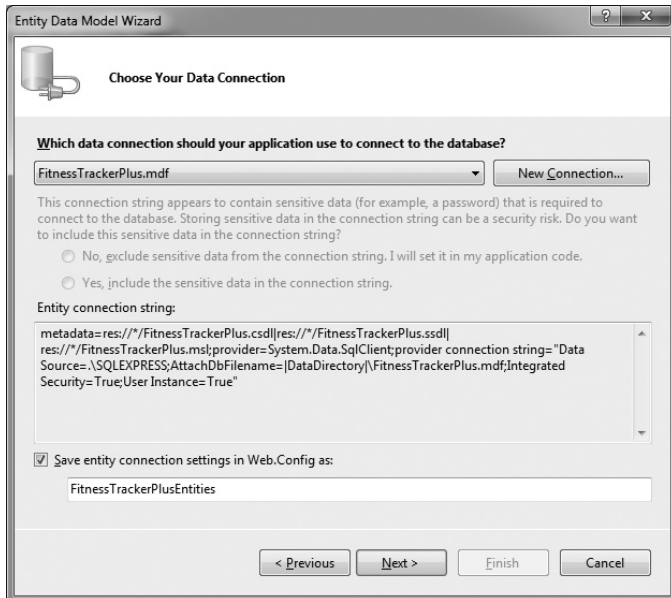 Entity Data Model Wizard
Choose Your Data Connection
Which data connection should your application use to connect to the database?
FitnessTrackerPlus.mdf
New Connection...
This connection string appears to contain sensitive data (for example, a password) that is required to
connect to the database. Storing sensitive data in the connection string can be a security risk. Do you want
to include this sensitive data in the connection string?
No, exclude sensitive data from the connection string. I will set it in my application code.
Yes, include the sensitive data in the connection string.
Entity connection string:
metadata=res://*/FitnessTrackerPlus.csdl|res://*/FitnessTrackerPlus.ssdl|
res://*/FitnessTrackerPlus.msl;provider=System.Data.SqlClient;provider connection string="Data
Source=.\SQLEXPRESS;AttachDbFilename=|DataDirectory|\FitnessTrackerPlus.mdf;Integrated
Security=True;User Instance=True"
Save entity connection settings in Web.Config as:
FitnessTrackerPlusEntities
< Previous
Next >
Finish
Cancel